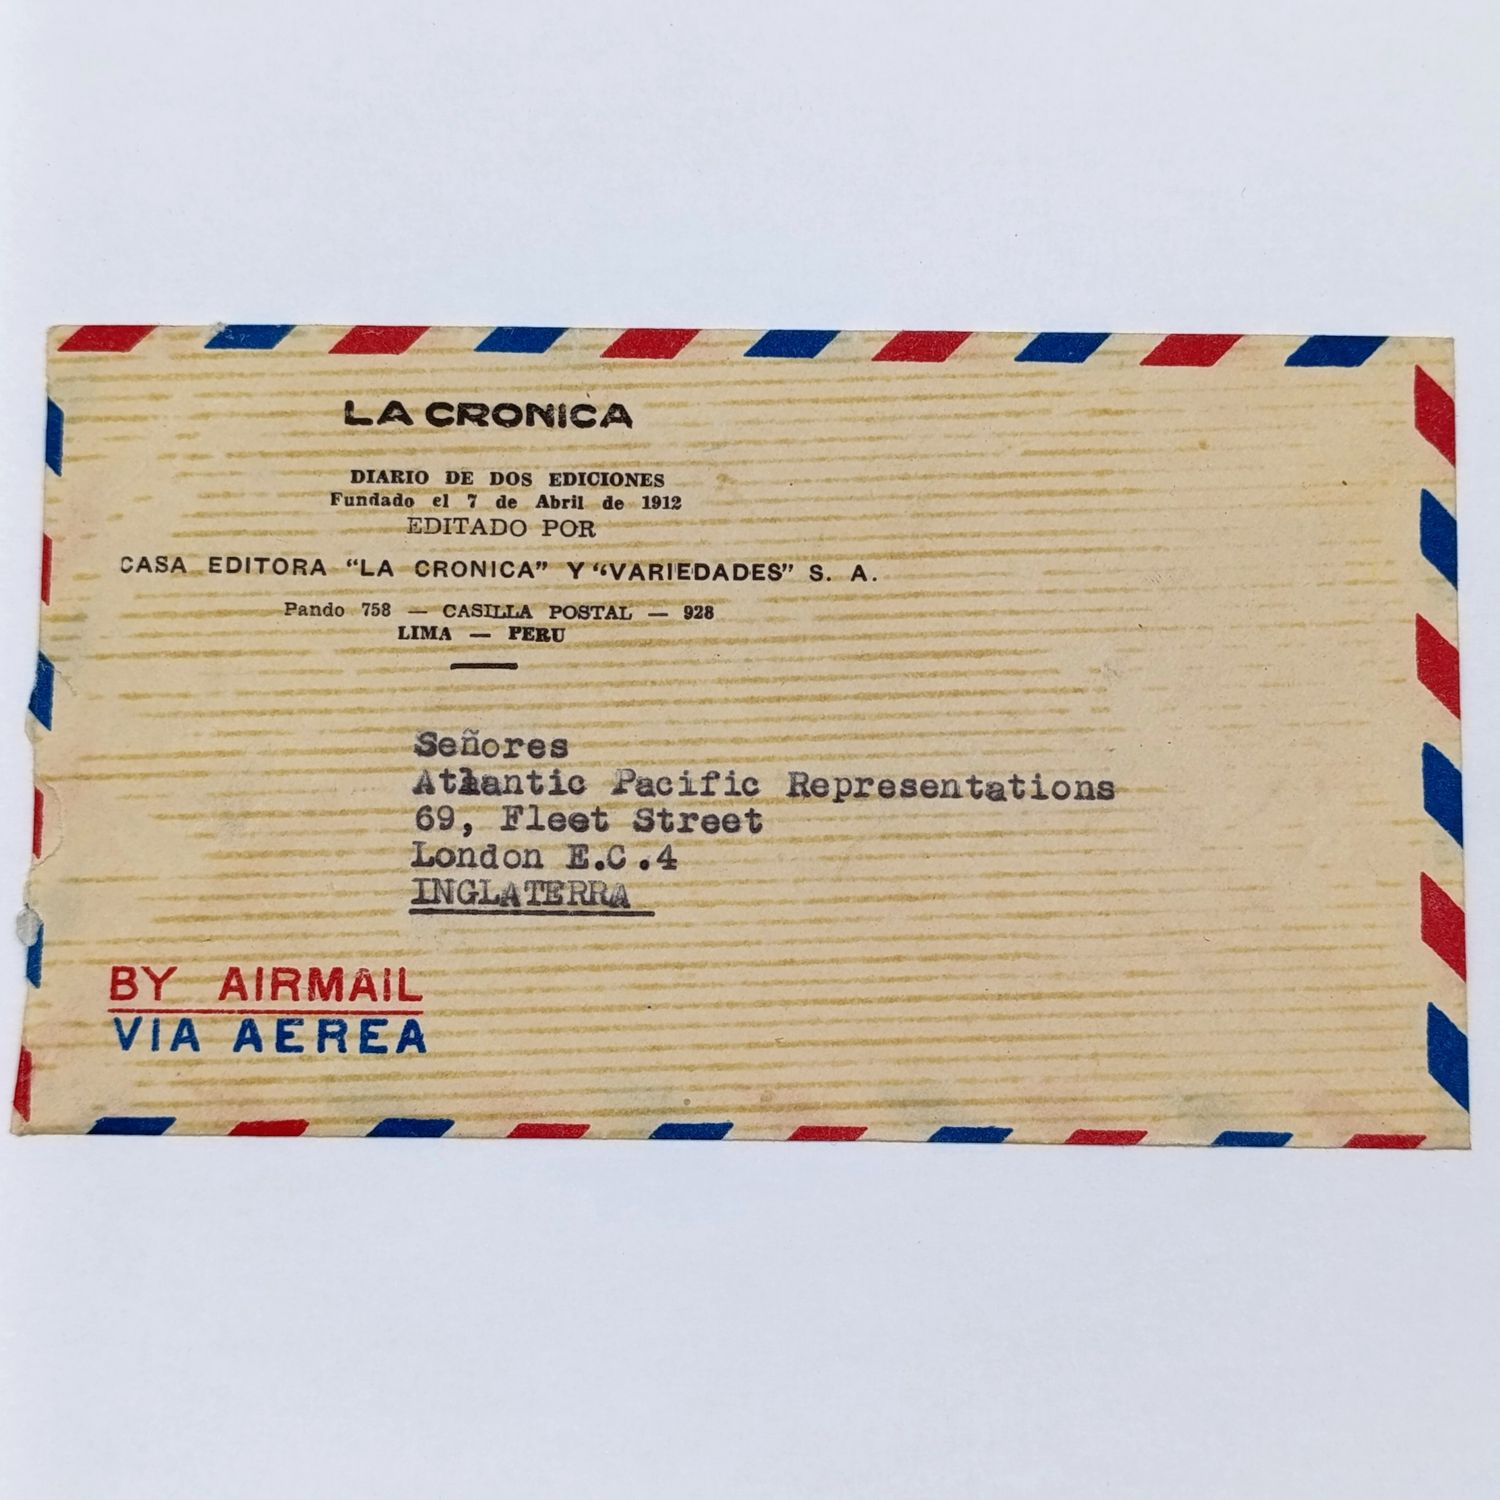 LA CRONICA
DIARIO DE DOS EDICIONES
Fundado el 7 de Abril de 1912
EDITADO POR
CASA EDITORA "LA CRONICA" Y "VARIEDADES" S. A.
Pando 758 — CASILLA POSTAL — 928
LIMA — PERU
Señores
Atlantic Pacific Representations
69, Fleet Street
London E.C.4
INGLATERRA
BY AIRMAIL
VIA AEREA